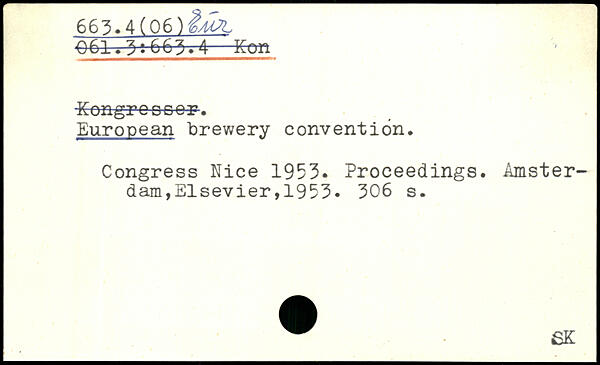 663.4(06) Eur
061.3:663.4 Kon
Kongresser.
European brewery convention.
Congress Nice 1953. Proceedings. Amster-
dam,Elsevier,1953. 306 s.
SK